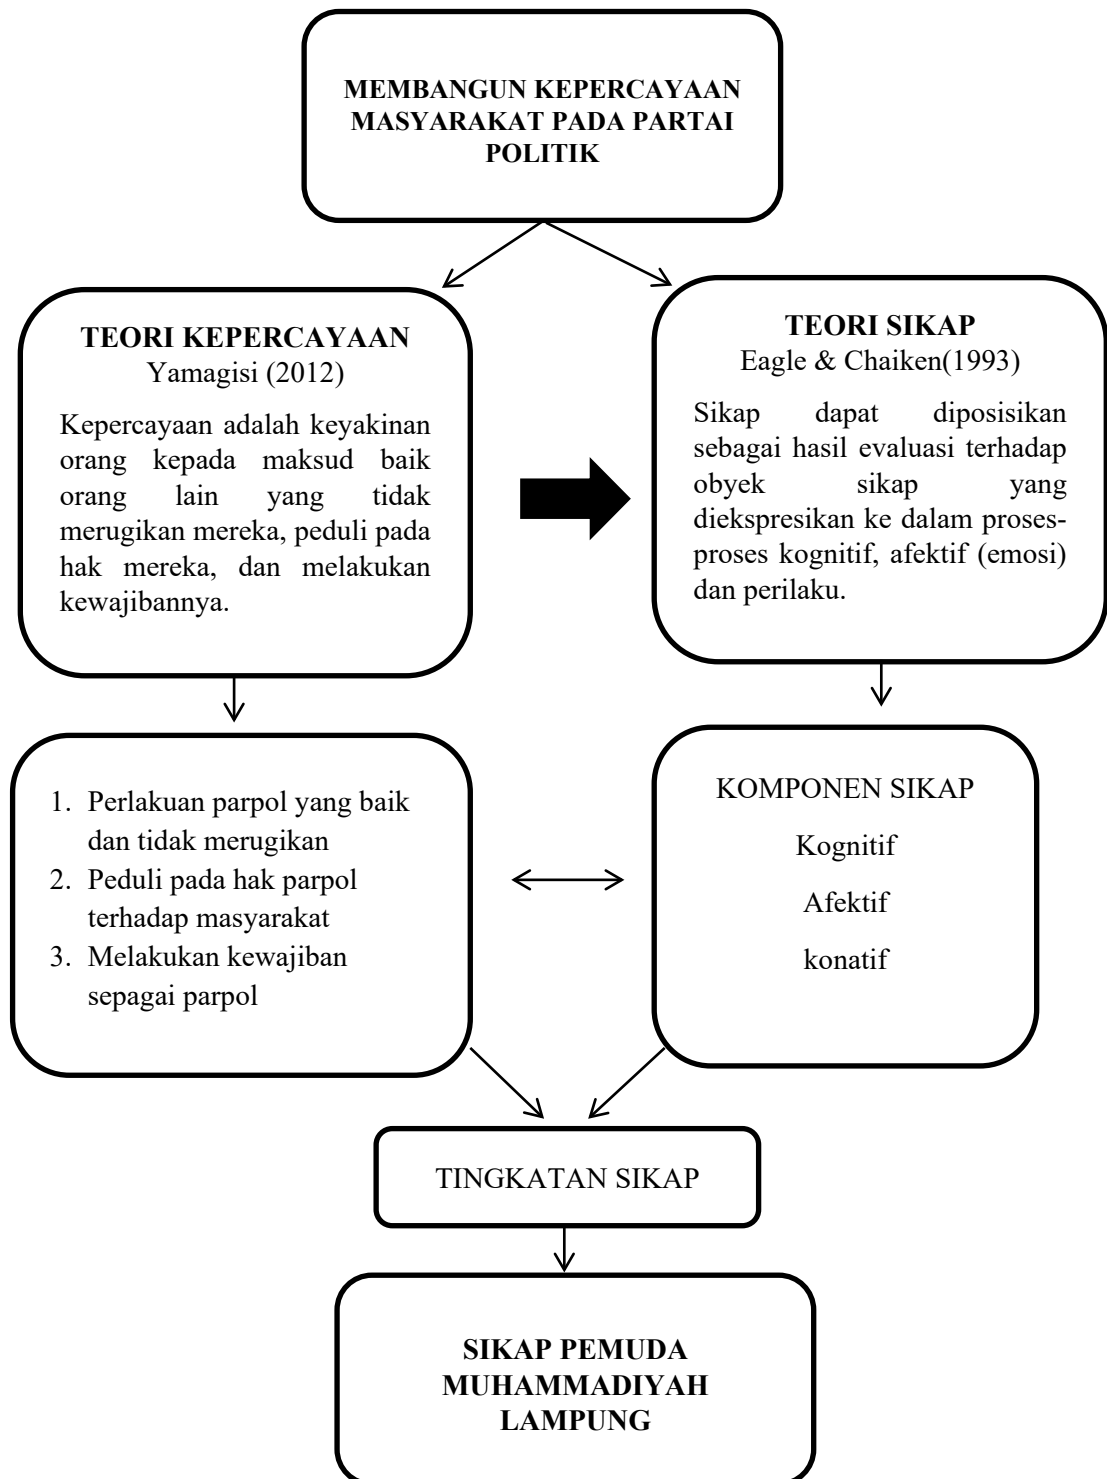 MEMBANGUN KEPERCAYAAN
MASYARAKAT PADA PARTAI
POLITIK
TEORI KEPERCAYAAN
Yamagisi (2012)
Kepercayaan adalah keyakinan
orang kepada maksud baik
orang lain yang tidak
merugikan mereka, peduli pada
hak mereka, dan melakukan
kewajibannya.
TEORI SIKAP
Eagle & Chaiken(1993)
Sikap dapat diposisikan
sebagai hasil evaluasi terhadap
obyek sikap yang
diekspresikan ke dalam proses-
proses kognitif, afektif (emosi)
dan perilaku.
1. Perlakuan parpol yang baik
dan tidak merugikan
2. Peduli pada hak parpol
terhadap masyarakat
3. Melakukan kewajiban
sepagai parpol
KOMPONEN SIKAP
Kognitif
Afektif
konatif
TINGKATAN SIKAP
SIKAP PEMUDA
MUHAMMADIYAH
LAMPUNG